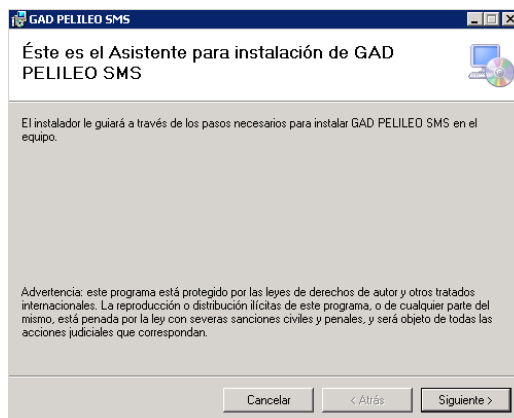 GAD PELILEO SMS
Éste es el Asistente para instalación de GAD
PELILEO SMS
El instalador le guiará a través de los pasos necesarios para instalar GAD PELILEO SMS en el
equipo.
Advertencia: este programa está protegido por las leyes de derechos de autor y otros tratados
internacionales. La reproducción o distribución ilícitas de este programa, o de cualquier parte del
mismo, está penada por la ley con severas sanciones civiles y penales, y será objeto de todas las
acciones judiciales que correspondan.
Cancelar < Atrás Siguiente >